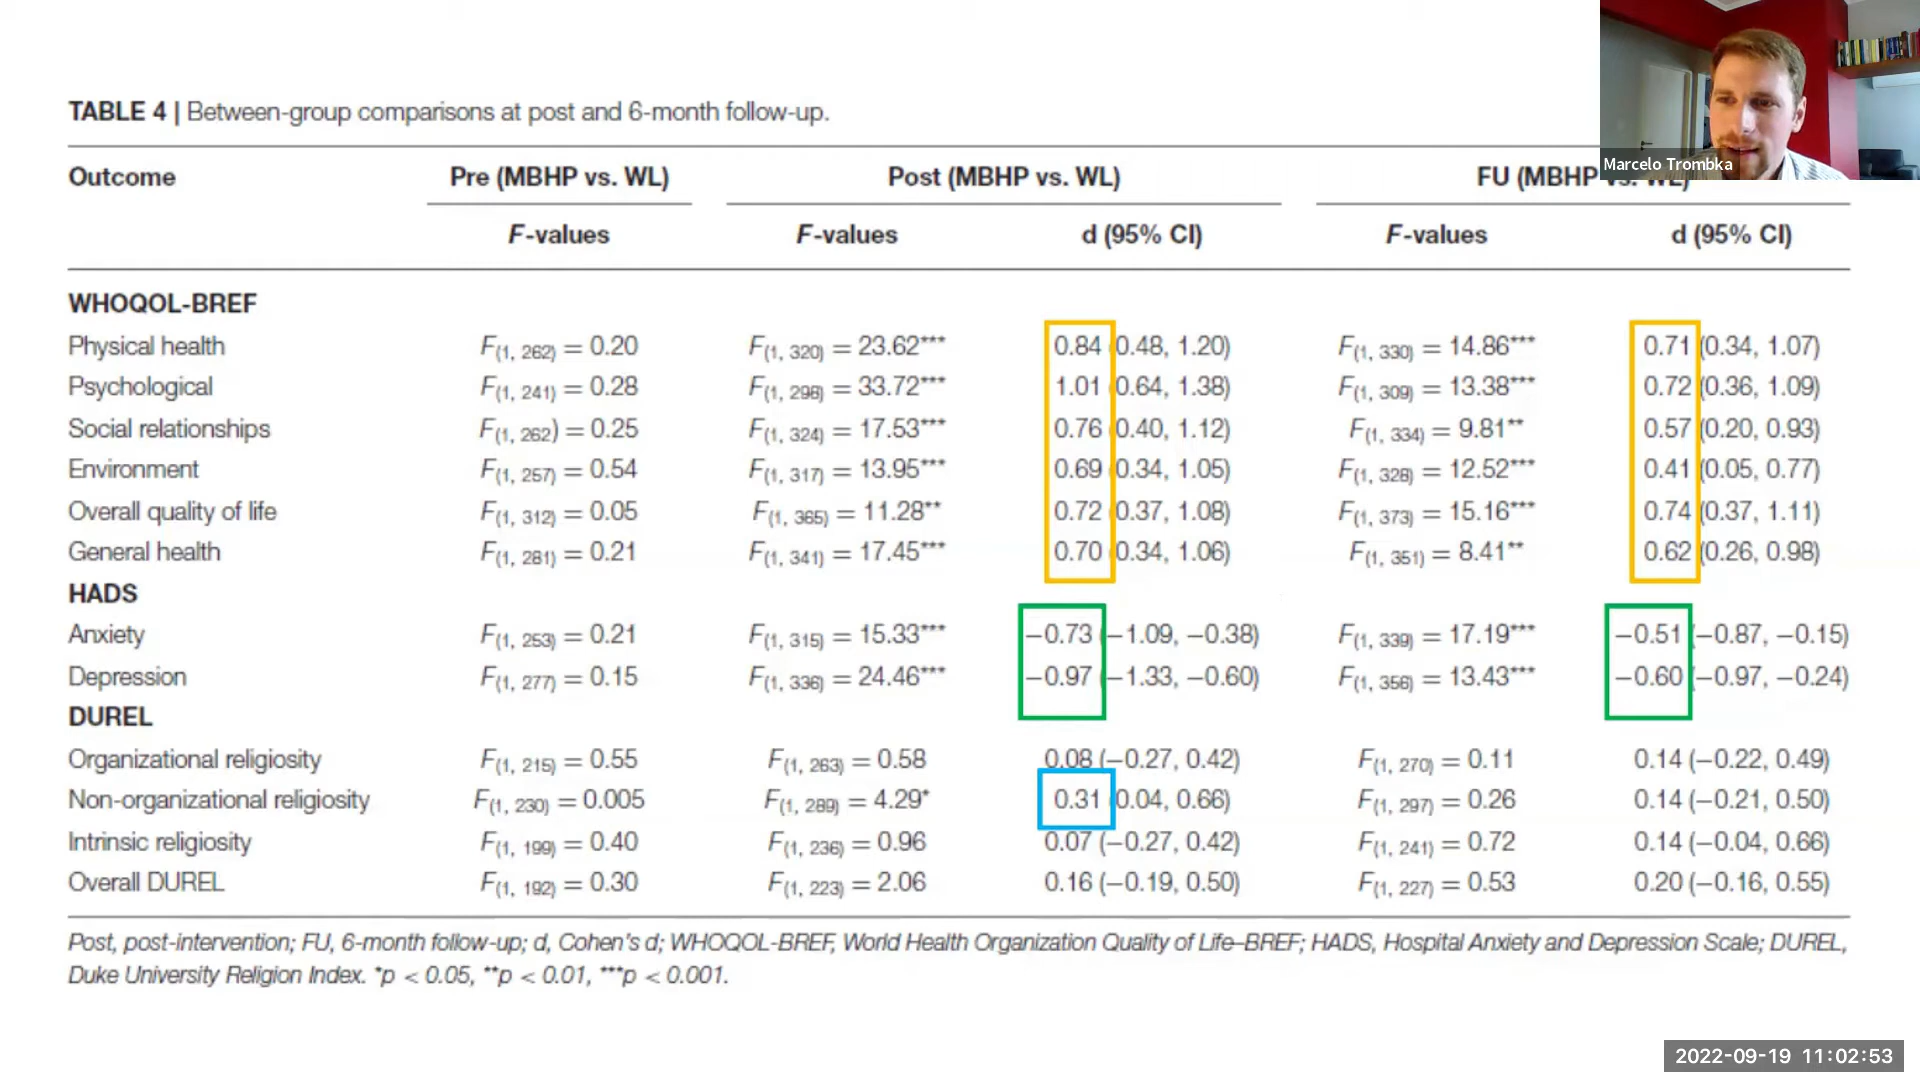 TABLE 4 | Between-group comparisons at post and 6-month follow-up.
Marcelo Trombka
Outcome Pre (MBHP vs. WL) Post (MBHP vs. WL) FU (MBHP vs. WL)
F-values F-values d (95% CI) F-values d (95% CI)
WHOQOL-BREF
Physical health F(1, 262) = 0.20 F(1, 320) = 23.62*** 0.84 (0.48, 1.20) F(1, 330) = 14.86*** 0.71 (0.34, 1.07)
Psychological F(1, 241) = 0.28 F(1, 298) = 33.72*** 1.01 (0.64, 1.38) F(1, 309) = 13.38*** 0.72 (0.36, 1.09)
Social relationships F(1, 262) = 0.25 F(1, 324) = 17.53*** 0.76 (0.40, 1.12) F(1, 334) = 9.81** 0.57 (0.20, 0.93)
Environment F(1, 257) = 0.54 F(1, 317) = 13.95*** 0.69 (0.34, 1.05) F(1, 328) = 12.52*** 0.41 (0.05, 0.77)
Overall quality of life F(1, 312) = 0.05 F(1, 365) = 11.28** 0.72 (0.37, 1.08) F(1, 373) = 15.16*** 0.74 (0.37, 1.11)
General health F(1, 281) = 0.21 F(1, 341) = 17.45*** 0.70 (0.34, 1.06) F(1, 351) = 8.41** 0.62 (0.26, 0.98)
HADS
Anxiety F(1, 253) = 0.21 F(1, 315) = 15.33*** −0.73 (−1.09, −0.38) F(1, 339) = 17.19*** −0.51 (−0.87, −0.15)
Depression F(1, 277) = 0.15 F(1, 336) = 24.46*** −0.97 (−1.33, −0.60) F(1, 356) = 13.43*** −0.60 (−0.97, −0.24)
DUREL
Organizational religiosity F(1, 215) = 0.55 F(1, 263) = 0.58 0.08 (−0.27, 0.42) F(1, 270) = 0.11 0.14 (−0.22, 0.49)
Non-organizational religiosity F(1, 230) = 0.005 F(1, 289) = 4.29* 0.31 (0.04, 0.66) F(1, 297) = 0.26 0.14 (−0.21, 0.50)
Intrinsic religiosity F(1, 199) = 0.40 F(1, 236) = 0.96 0.07 (−0.27, 0.42) F(1, 241) = 0.72 0.14 (−0.04, 0.66)
Overall DUREL F(1, 192) = 0.30 F(1, 223) = 2.06 0.16 (−0.19, 0.50) F(1, 227) = 0.53 0.20 (−0.16, 0.55)
Post, post-intervention; FU, 6-month follow-up; d, Cohen's d; WHOQOL-BREF, World Health Organization Quality of Life–BREF; HADS, Hospital Anxiety and Depression Scale; DUREL,
Duke University Religion Index. *p < 0.05, **p < 0.01, ***p < 0.001.
2022-09-19 11:02:53